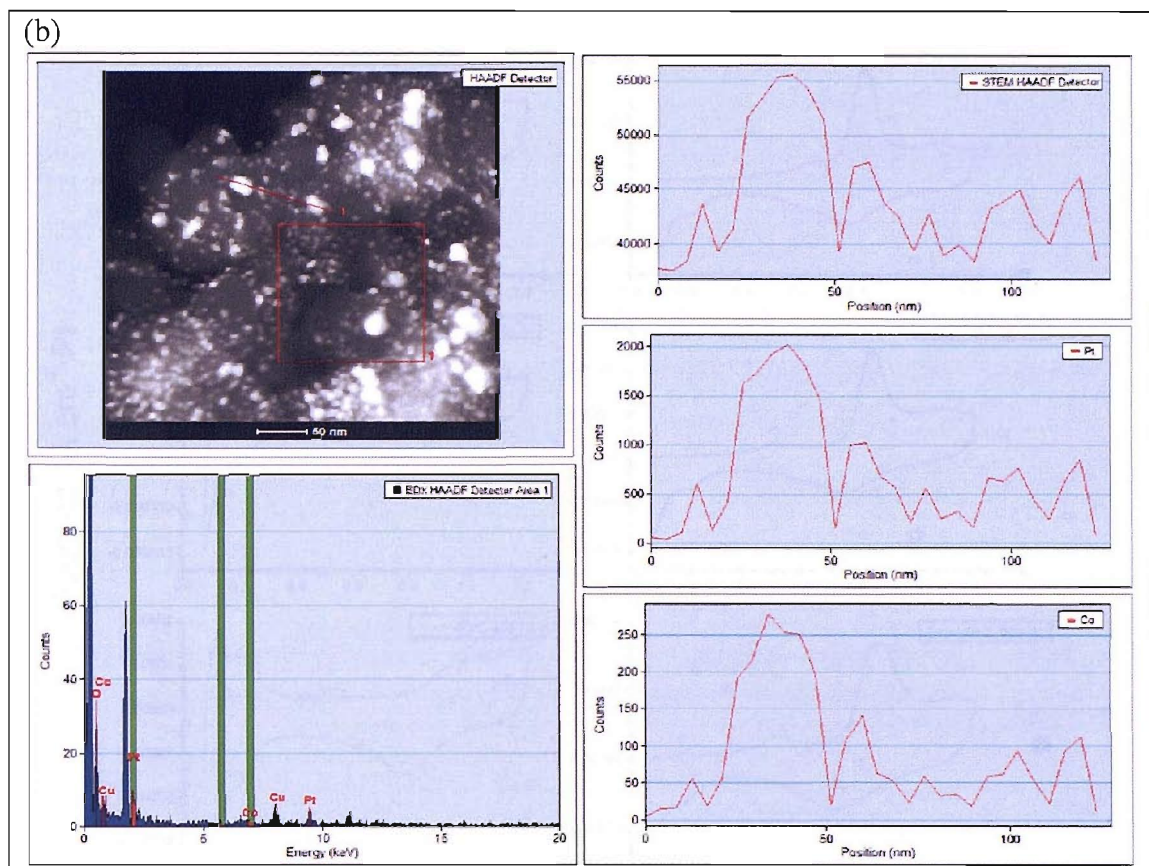 (b)
HAADF Detector
1
1
50 nm
Counts
55000
50000
45000
40000
0
50
100
Position (nm)
STEM HAADF Detector
Counts
2000
1500
1000
500
0
0
50
100
Position (nm)
Pt
EDX HAADF Detector Area 1
Counts
80
60
40
20
0
Co
O
Cu
Pt
Co
Cu
Pt
0
5
10
15
20
Energy (keV)
Counts
250
200
150
100
50
0
0
50
100
Position (nm)
Co